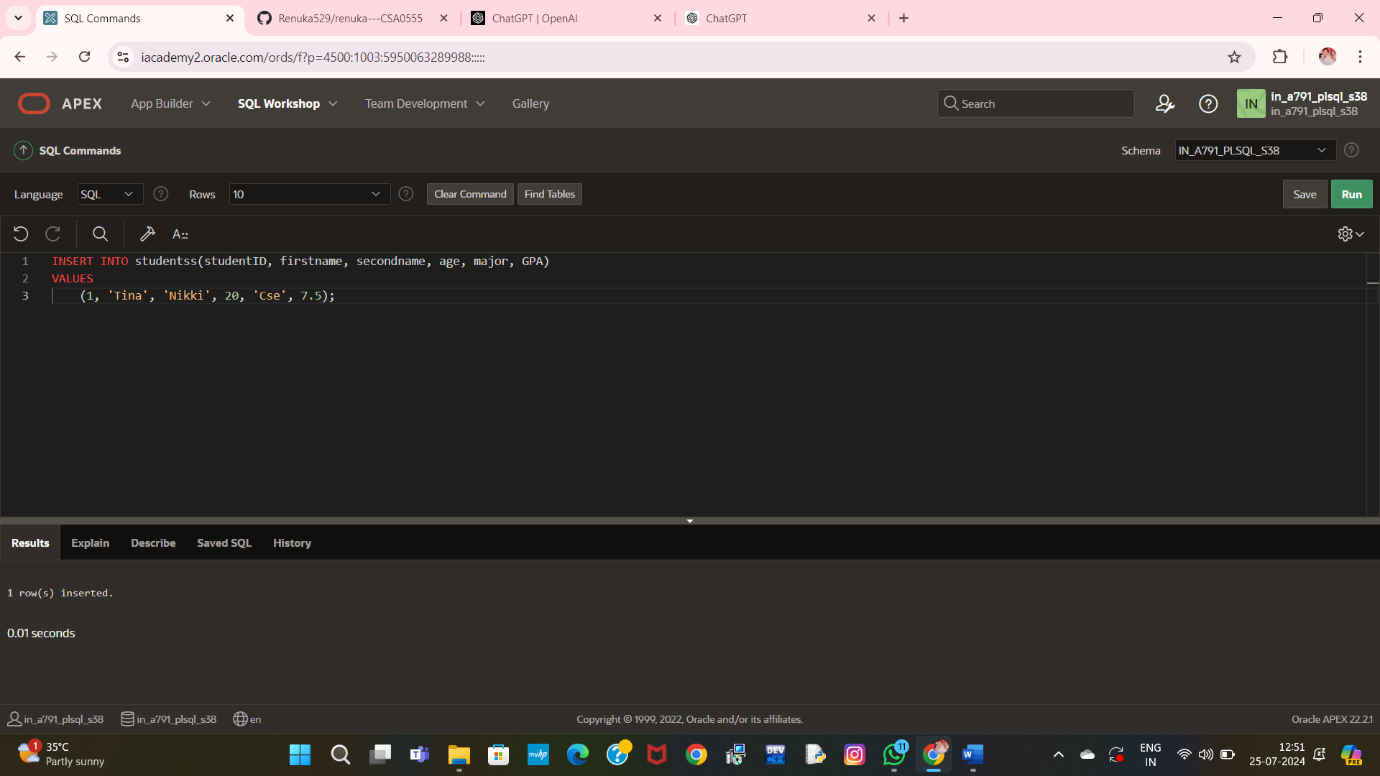 SQL Commands
Renuka529/renuka---CSA0555
ChatGPT | OpenAI
ChatGPT
iacademy2.oracle.com/ords/f?p=4500:1003:5950063289988:::::
APEX
App Builder
SQL Workshop
Team Development
Gallery
Search
IN
in_a791_plsql_s38
in_a791_plsql_s38
SQL Commands
Schema
IN_A791_PLSQL_S38
Language
SQL
Rows
10
Clear Command
Find Tables
Save
Run
1 INSERT INTO studentss(studentID, firstname, secondname, age, major, GPA)
2 VALUES
3 (1, 'Tina', 'Nikki', 20, 'Cse', 7.5);
Results
Explain
Describe
Saved SQL
History
1 row(s) inserted.
0.01 seconds
in_a791_plsql_s38
in_a791_plsql_s38
en
Copyright © 1999, 2022, Oracle and/or its affiliates.
Oracle APEX 22.2.1
1
35°C
Partly sunny
mvhp
DEV
11
W
ENG
IN
12:51
25-07-2024
PRE